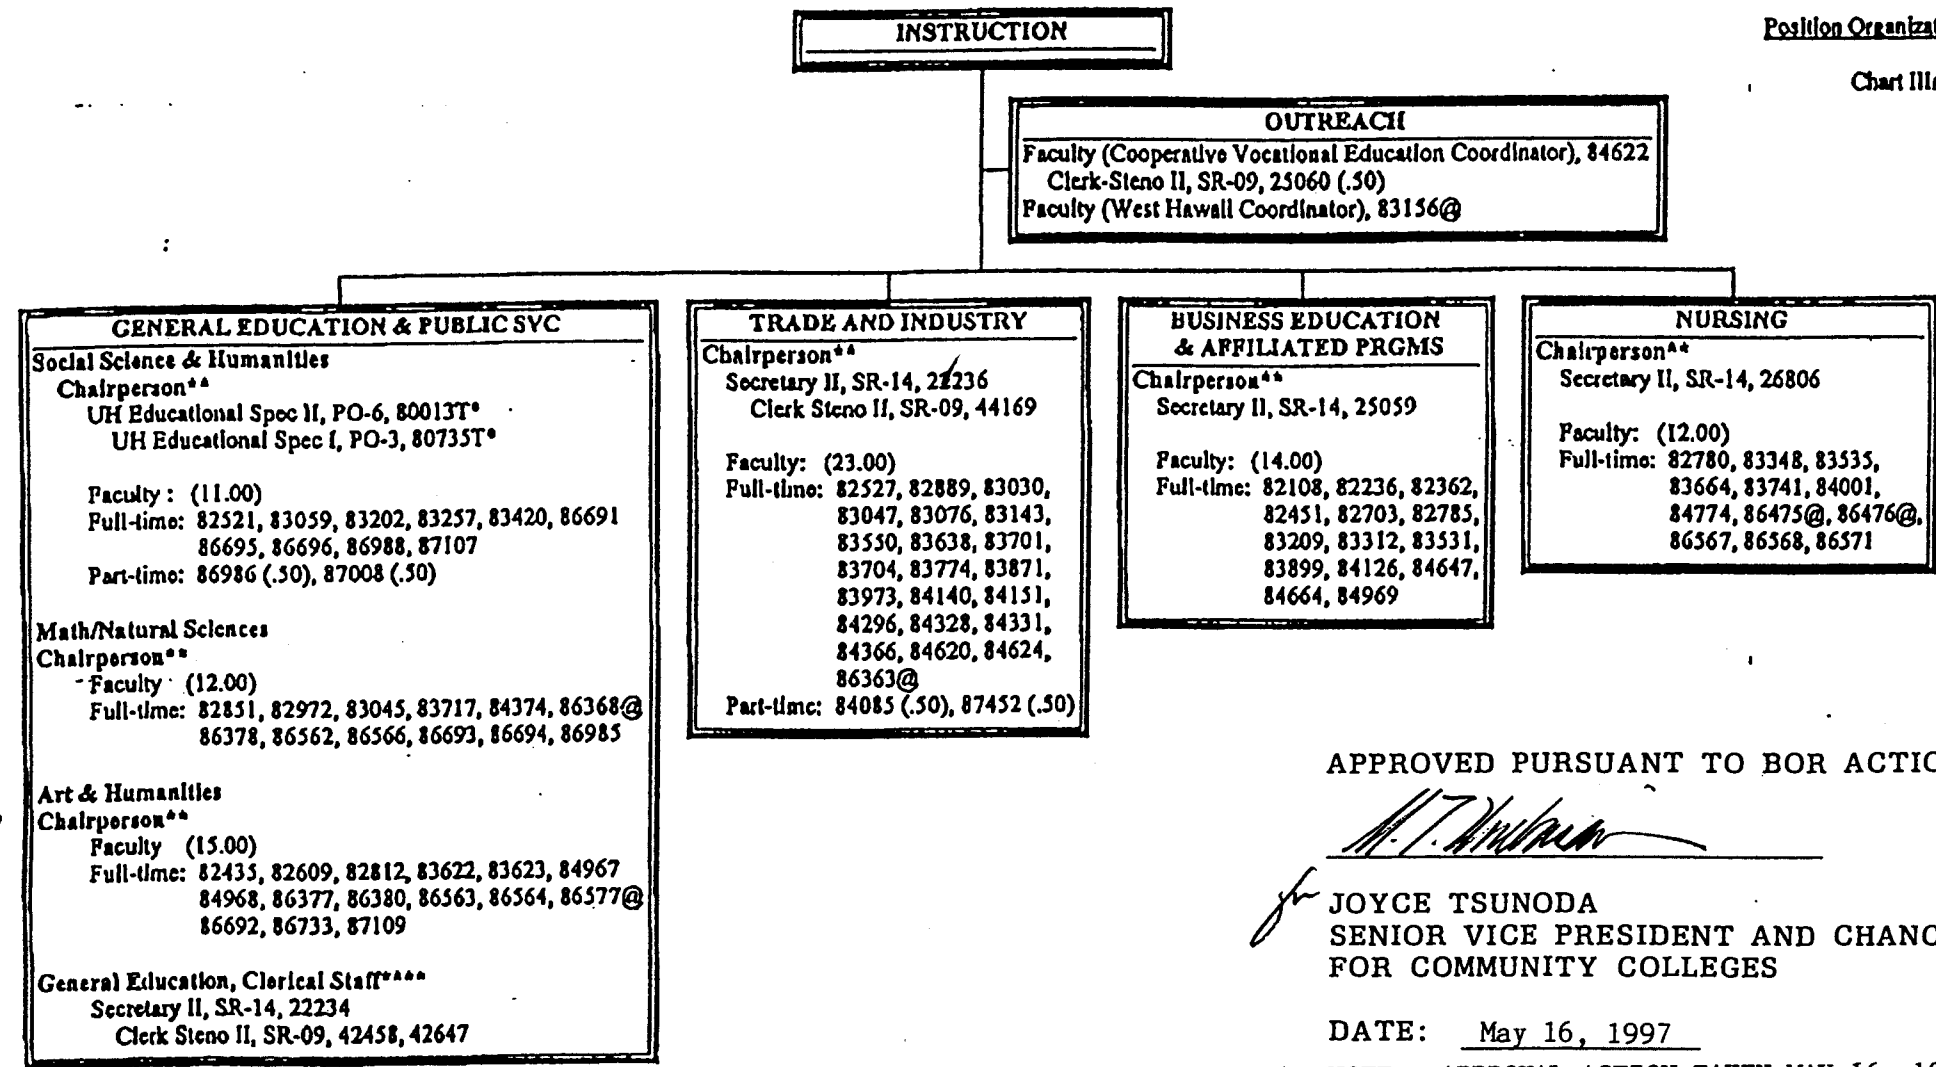 INSTRUCTION
Position Organizat
Chart III
OUTREACH
Faculty (Cooperative Vocational Education Coordinator), 84622
Clerk-Steno II, SR-09, 25060 (.50)
Faculty (West Hawaii Coordinator), 83156@
GENERAL EDUCATION & PUBLIC SVC
Social Science & Humanities
Chairperson**
UH Educational Spec II, PO-6, 80013T*
UH Educational Spec I, PO-3, 80735T*
Faculty : (11.00)
Full-time: 82521, 83059, 83202, 83257, 83420, 86691
86695, 86696, 86988, 87107
Part-time: 86986 (.50), 87008 (.50)
Math/Natural Sciences
Chairperson**
Faculty (12.00)
Full-time: 82851, 82972, 83045, 83717, 84374, 86368@
86378, 86562, 86566, 86693, 86694, 86985
Art & Humanities
Chairperson**
Faculty (15.00)
Full-time: 82435, 82609, 82812, 83622, 83623, 84967
84968, 86377, 86380, 86563, 86564, 86577@
86692, 86733, 87109
General Education, Clerical Staff****
Secretary II, SR-14, 22234
Clerk Steno II, SR-09, 42458, 42647
TRADE AND INDUSTRY
Chairperson**
Secretary II, SR-14, 22236
Clerk Steno II, SR-09, 44169
Faculty: (23.00)
Full-time: 82527, 82889, 83030,
83047, 83076, 83143,
83550, 83638, 83701,
83704, 83774, 83871,
83973, 84140, 84151,
84296, 84328, 84331,
84366, 84620, 84624,
86363@
Part-time: 84085 (.50), 87452 (.50)
BUSINESS EDUCATION
& AFFILIATED PRGMS
Chairperson**
Secretary II, SR-14, 25059
Faculty: (14.00)
Full-time: 82108, 82236, 82362,
82451, 82703, 82785,
83209, 83312, 83531,
83899, 84126, 84647,
84664, 84969
NURSING
Chairperson**
Secretary II, SR-14, 26806
Faculty: (12.00)
Full-time: 82780, 83348, 83535,
83664, 83741, 84001,
84774, 86475@, 86476@,
86567, 86568, 86571
APPROVED PURSUANT TO BOR ACTIO
JOYCE TSUNODA
SENIOR VICE PRESIDENT AND CHANC
FOR COMMUNITY COLLEGES
DATE: May 16, 1997